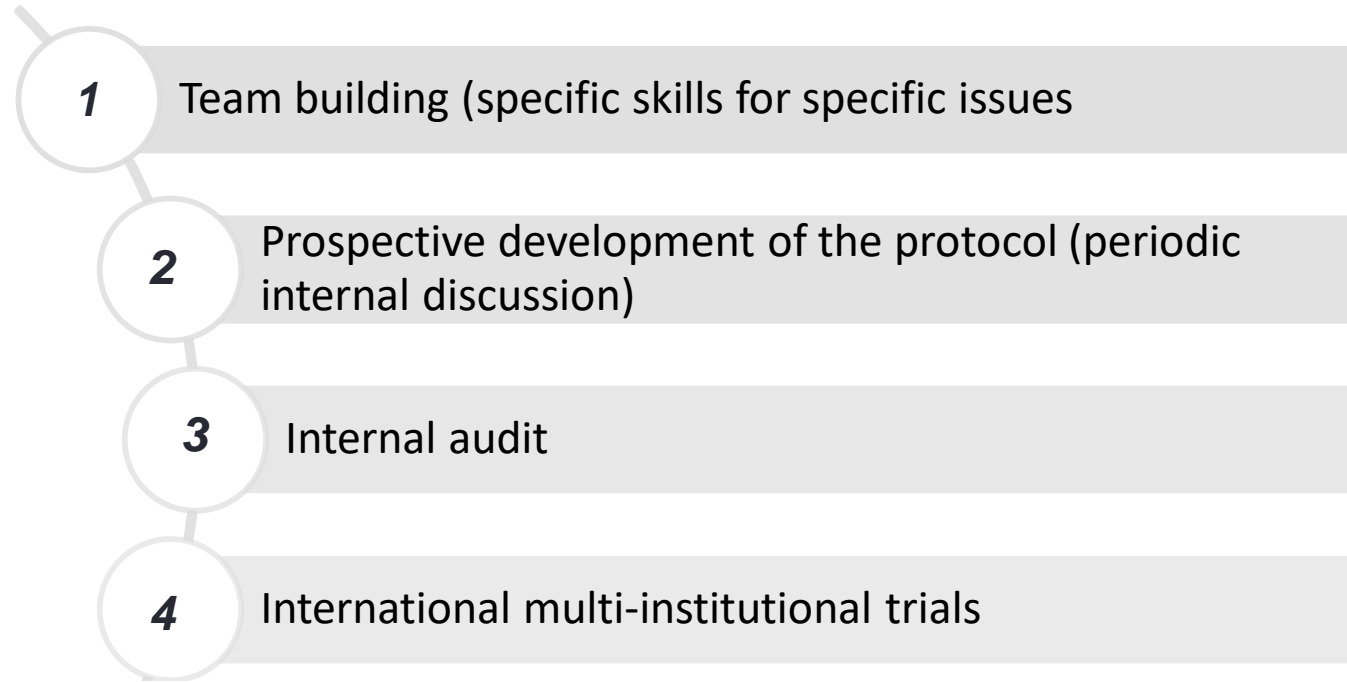 1
Team building (specific skills for specific issues
2
Prospective development of the protocol (periodic
internal discussion)
3
Internal audit
4
International multi-institutional trials